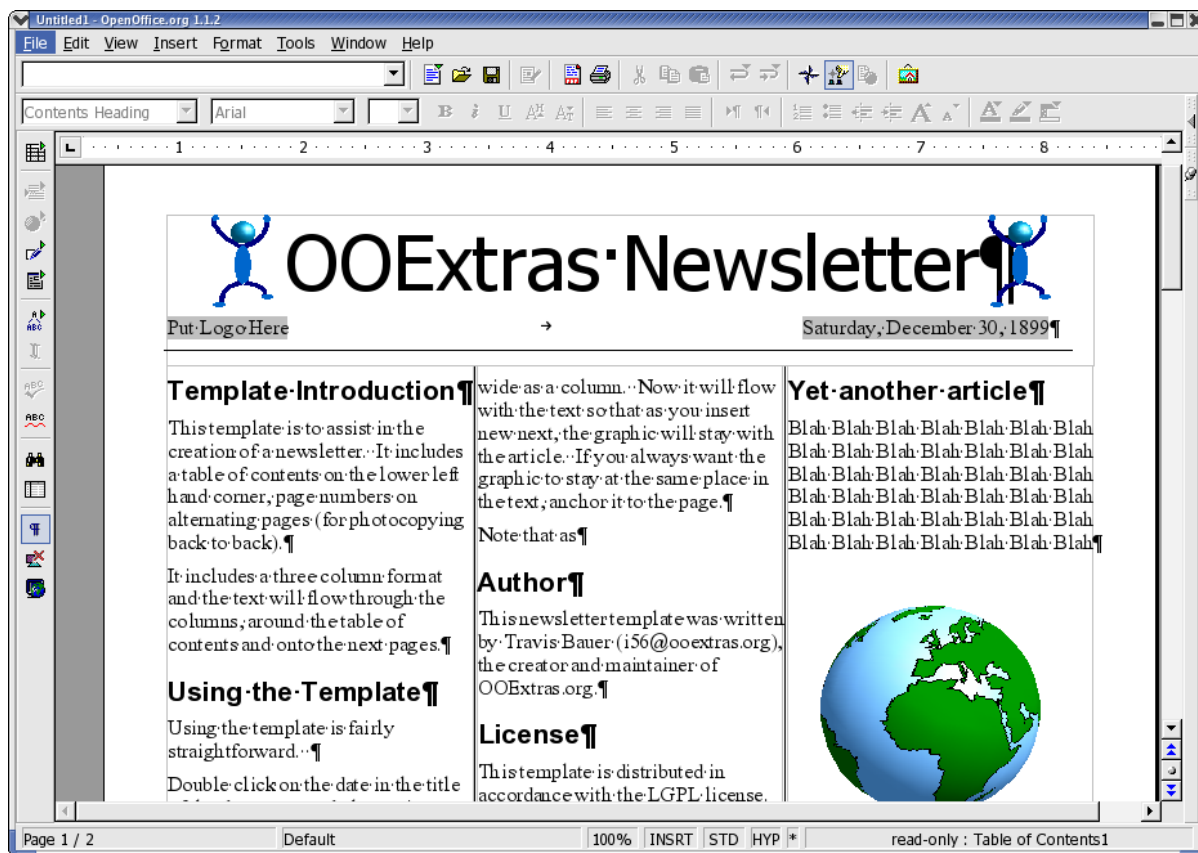 Untitled1 - OpenOffice.org 1.1.2
File Edit View Insert Format Tools Window Help
Contents Heading Arial
1 2 3 4 5 6 7 8
OOExtras·Newsletter¶
Put·Logo·Here → Saturday,·December·30,·1899¶
Template·Introduction¶
This·template·is·to·assist·in·the·
creation·of·a·newsletter.··It·includes·
a·table·of·contents·on·the·lower·left·
hand·corner,·page·numbers·on·
alternating·pages·(for·photocopying·
back·to·back).¶
It·includes·a·three·column·format·
and·the·text·will·flow·through·the·
columns,·around·the·table·of·
contents·and·onto·the·next·pages.¶
Using·the·Template¶
Using·the·template·is·fairly·
straightforward.··¶
Double·click·on·the·date·in·the·title·
wide·as·a·column.··Now·it·will·flow·
with·the·text·so·that·as·you·insert·
new·next,·the·graphic·will·stay·with·
the·article.··If·you·always·want·the·
graphic·to·stay·at·the·same·place·in·
the·text,·anchor·it·to·the·page.¶
Note·that·as¶
Author¶
This·newsletter·template·was·written·
by·Travis·Bauer·(i56@ooextras.org),·
the·creator·and·maintainer·of·
OOExtras.org.¶
License¶
This·template·is·distributed·in·
accordance·with·the·LGPL·license.
Yet·another·article¶
Blah·Blah·Blah·Blah·Blah·Blah·Blah
Blah·Blah·Blah·Blah·Blah·Blah·Blah
Blah·Blah·Blah·Blah·Blah·Blah·Blah
Blah·Blah·Blah·Blah·Blah·Blah·Blah
Blah·Blah·Blah·Blah·Blah·Blah·Blah
Blah·Blah·Blah·Blah·Blah·Blah·Blah¶
Page 1 / 2 Default 100% INSRT STD HYP * read-only : Table of Contents1